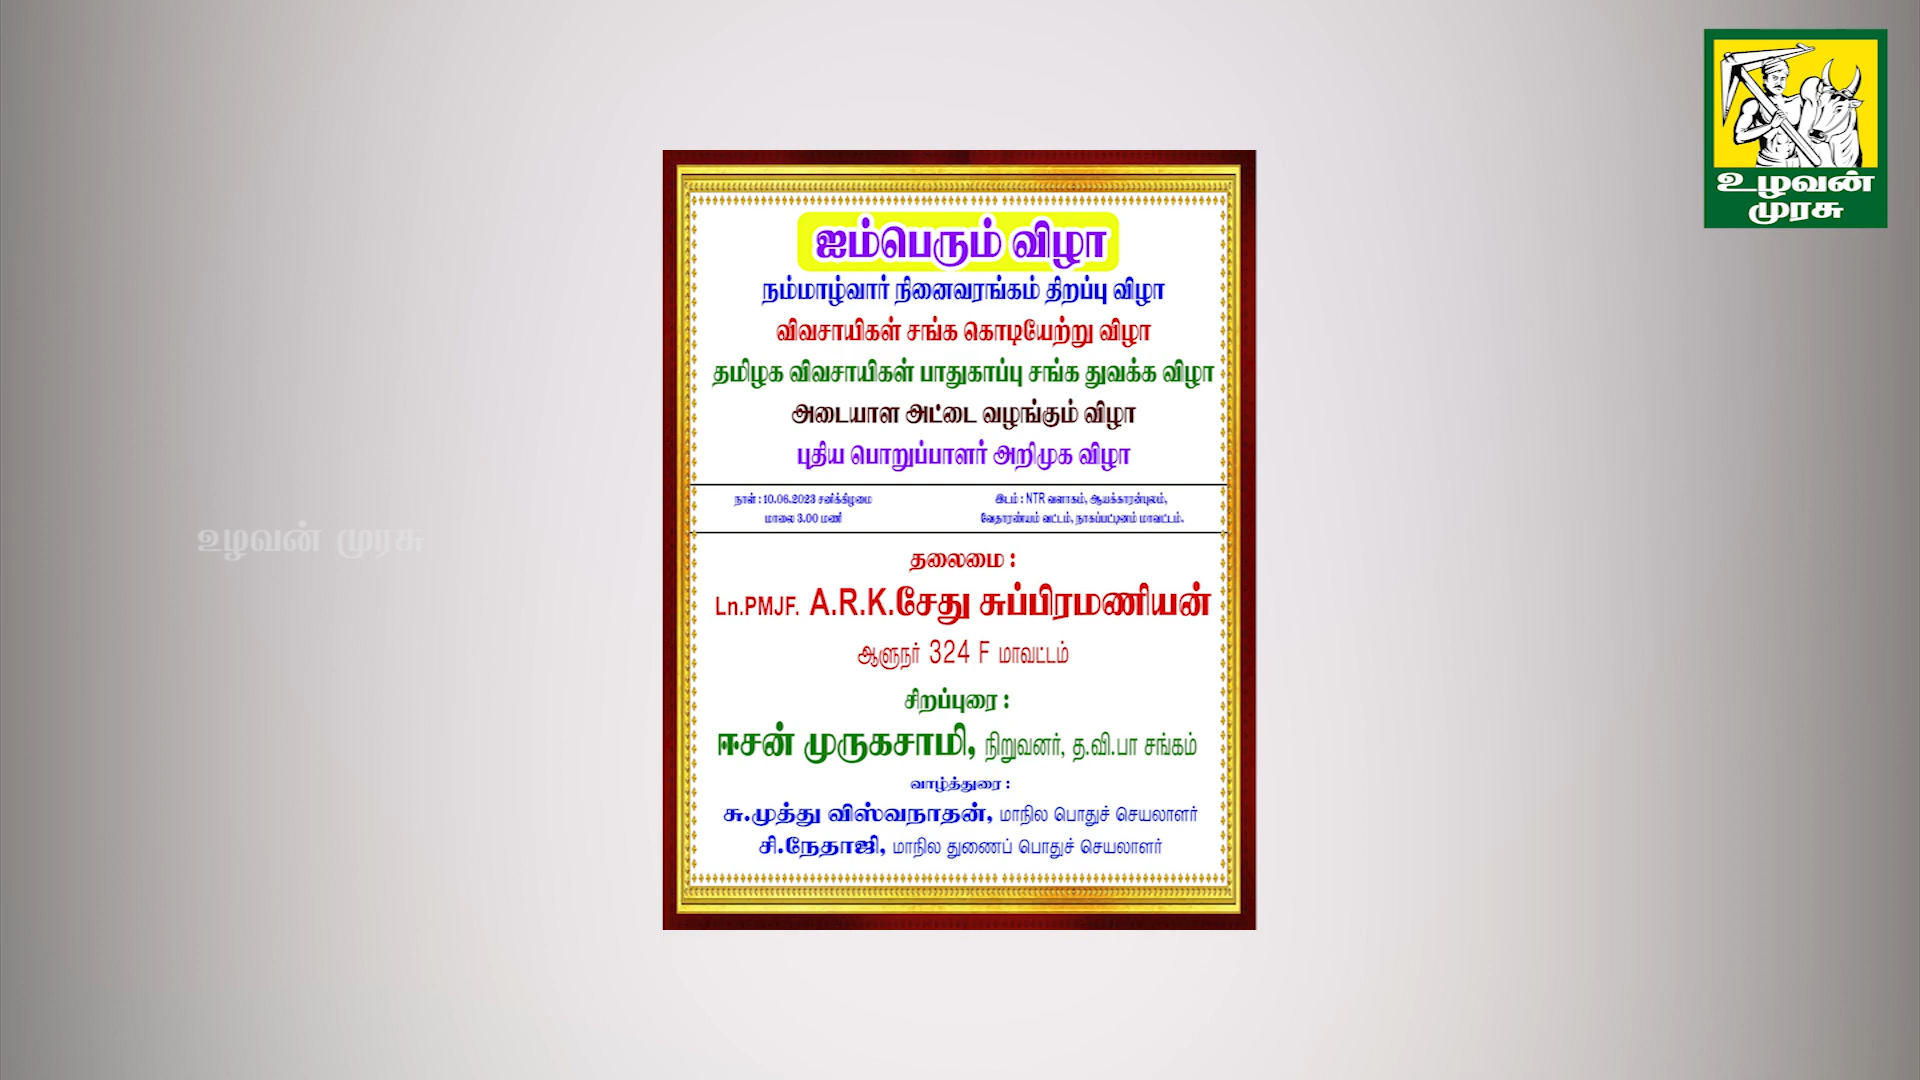 உழவன்
முரசு
ஐம்பெரும் விழா
நம்மாழ்வார் நினைவரங்கம் திறப்பு விழா
விவசாயிகள் சங்க கொடியேற்று விழா
தமிழக விவசாயிகள் பாதுகாப்பு சங்க துவக்க விழா
அடையாள அட்டை வழங்கும் விழா
புதிய பொறுப்பாளர் அறிமுக விழா
நாள் : 10.06.2023 சனிக்கிழமை
மாலை 3.00 மணி
இடம் : NTR வளாகம், ஆயக்காரன்புலம்,
வேதாரண்யம் வட்டம், நாகப்பட்டினம் மாவட்டம்.
உழவன் முரசு
தலைமை :
Ln.PMJF. A.R.K.சேது சுப்பிரமணியன்
ஆளுநர் 324 F மாவட்டம்
சிறப்புரை :
ஈசன் முருகசாமி, நிறுவனர், த.வி.பா சங்கம்
வாழ்த்துரை :
சு.முத்து விஸ்வநாதன், மாநில பொதுச் செயலாளர்
சி.நேதாஜி, மாநில துணைப் பொதுச் செயலாளர்